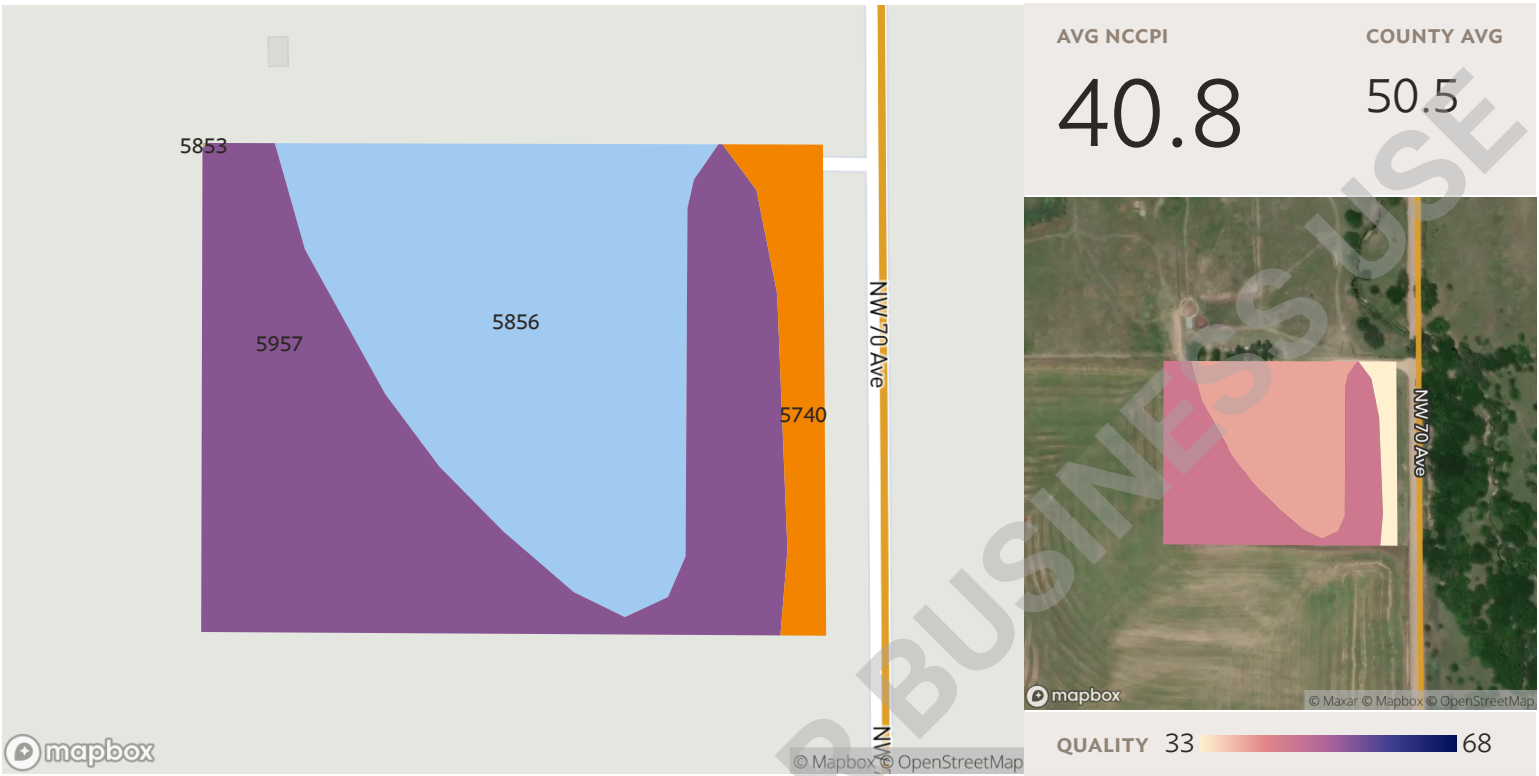 5853
5957
5856
5740
NW 70 Ave
NW
mapbox
© Mapbox © OpenStreetMap
AVG NCCPI
40.8
COUNTY AVG
50.5
NW 70 Ave
mapbox
© Maxar © Mapbox © OpenStreetMap
QUALITY 33 68
R BUSINESS USE